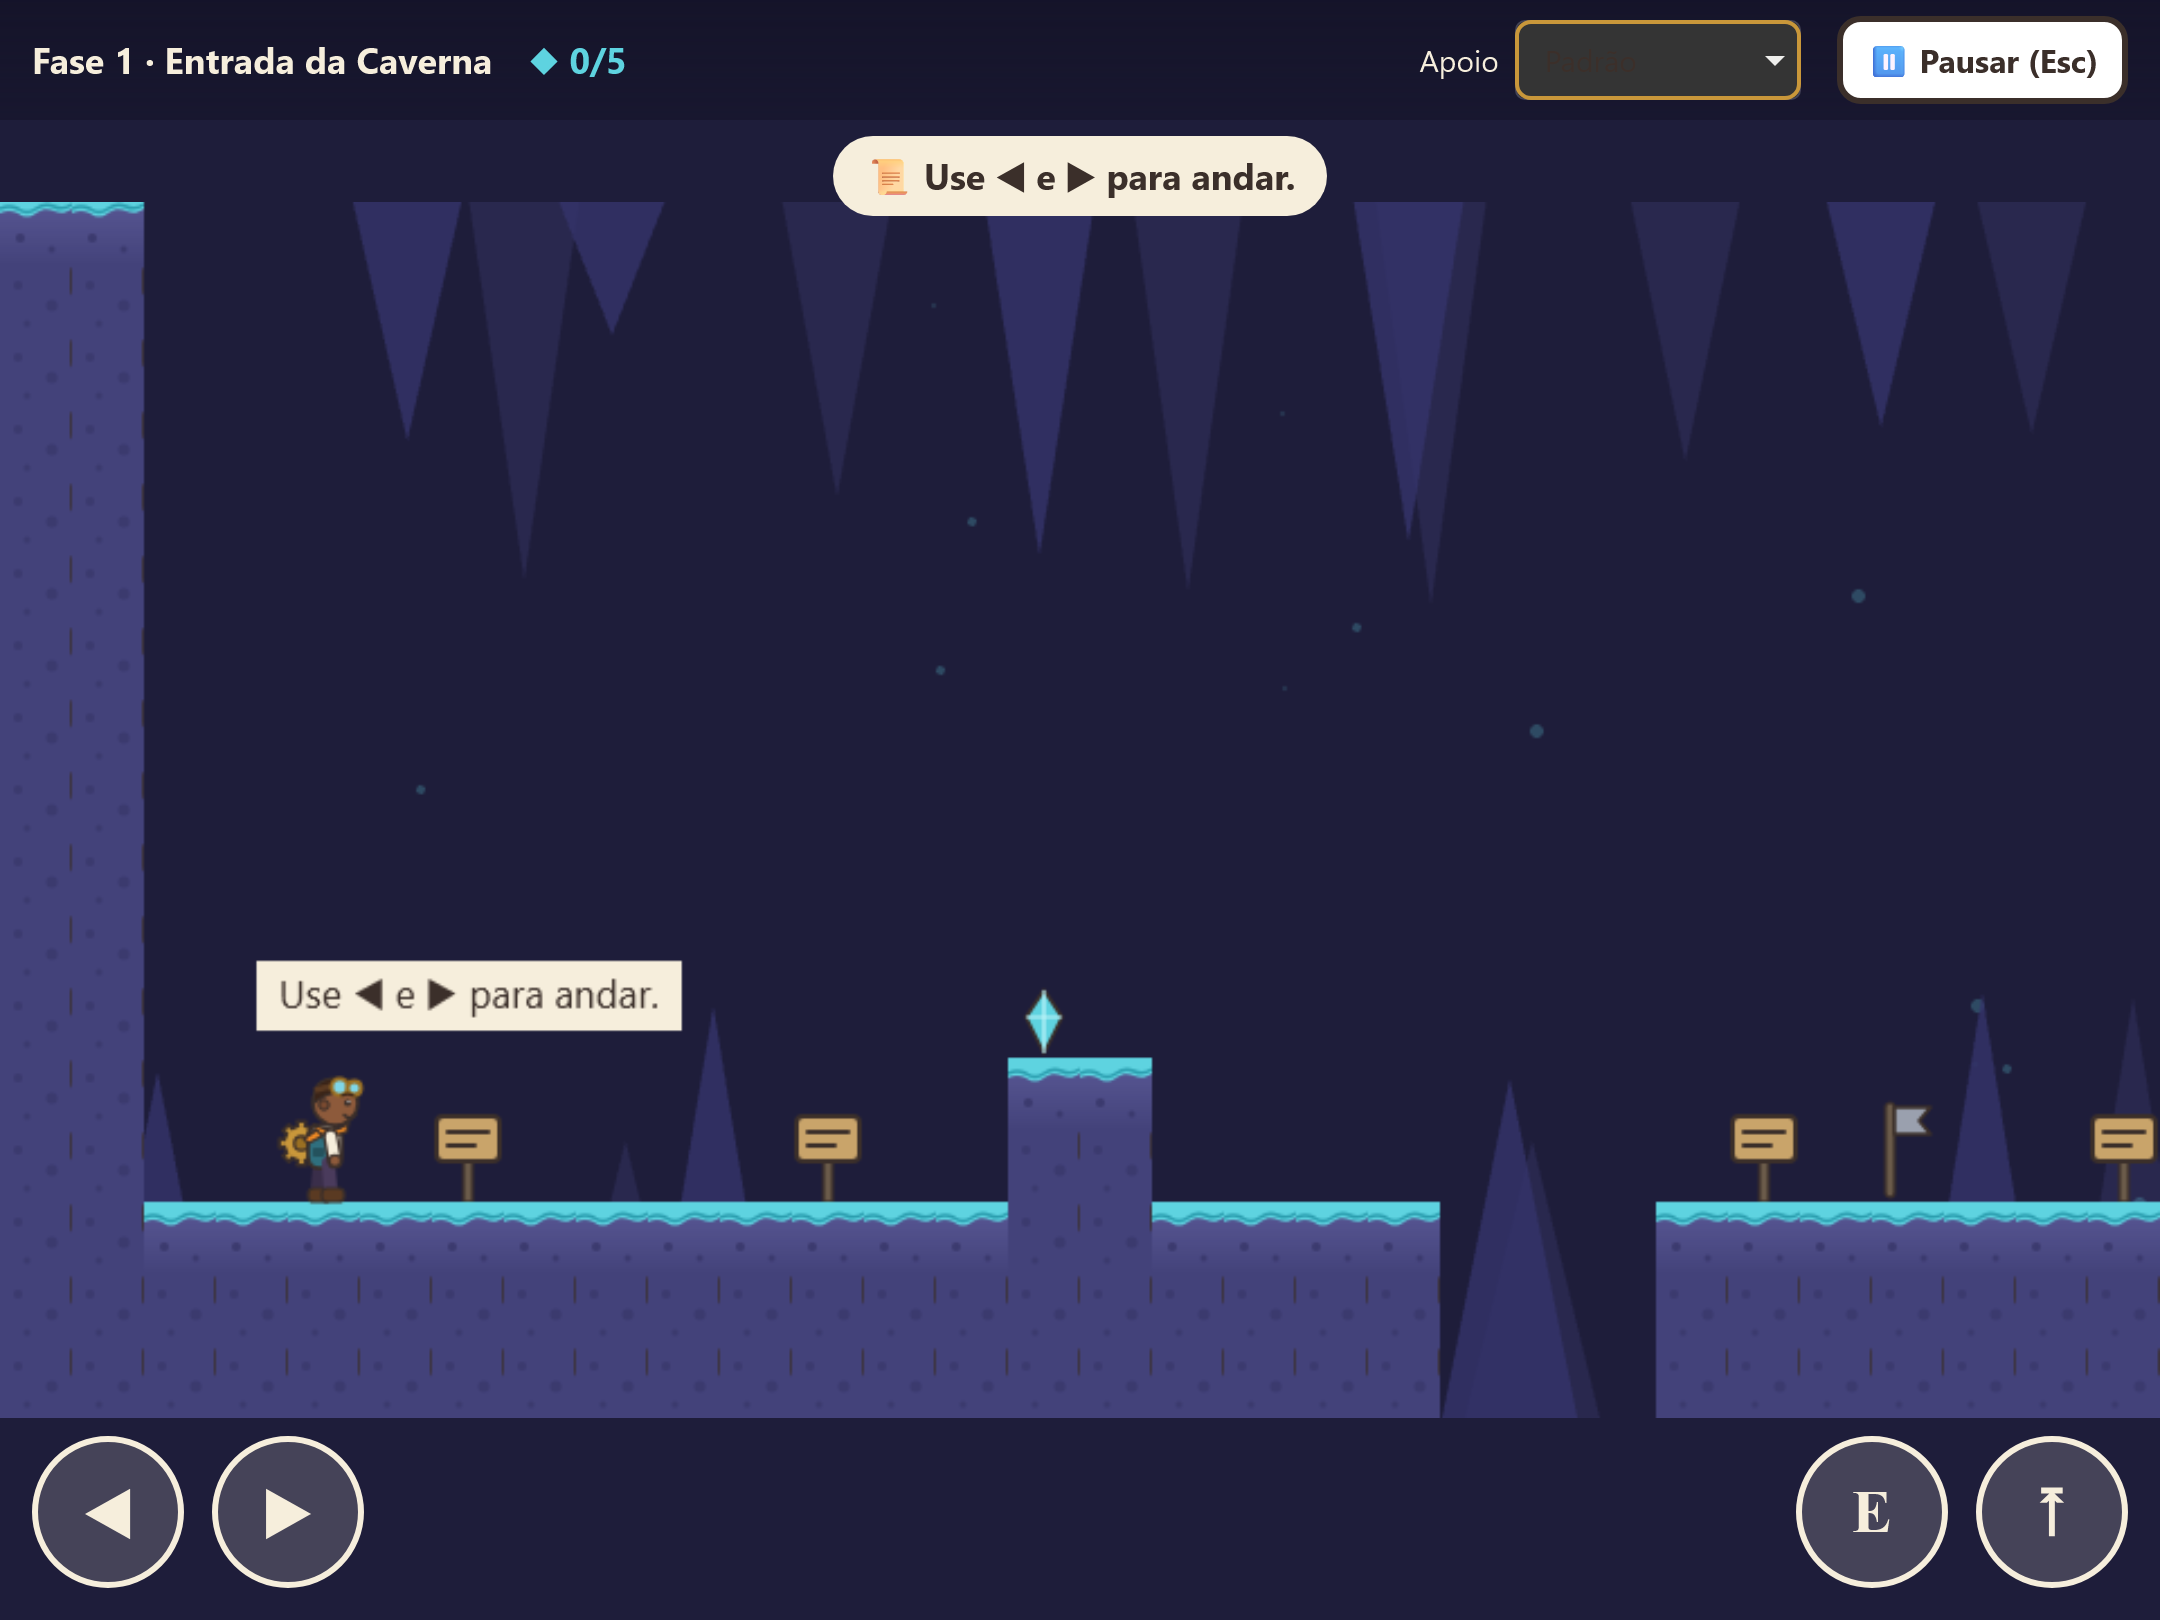 Fase 1 · Entrada da Caverna ◆ 0/5 Apoio ⏸ Pausar (Esc)
📜 Use ◀ e ▶ para andar.
Use ◀ e ▶ para andar.
◀ ▶ E ⤒